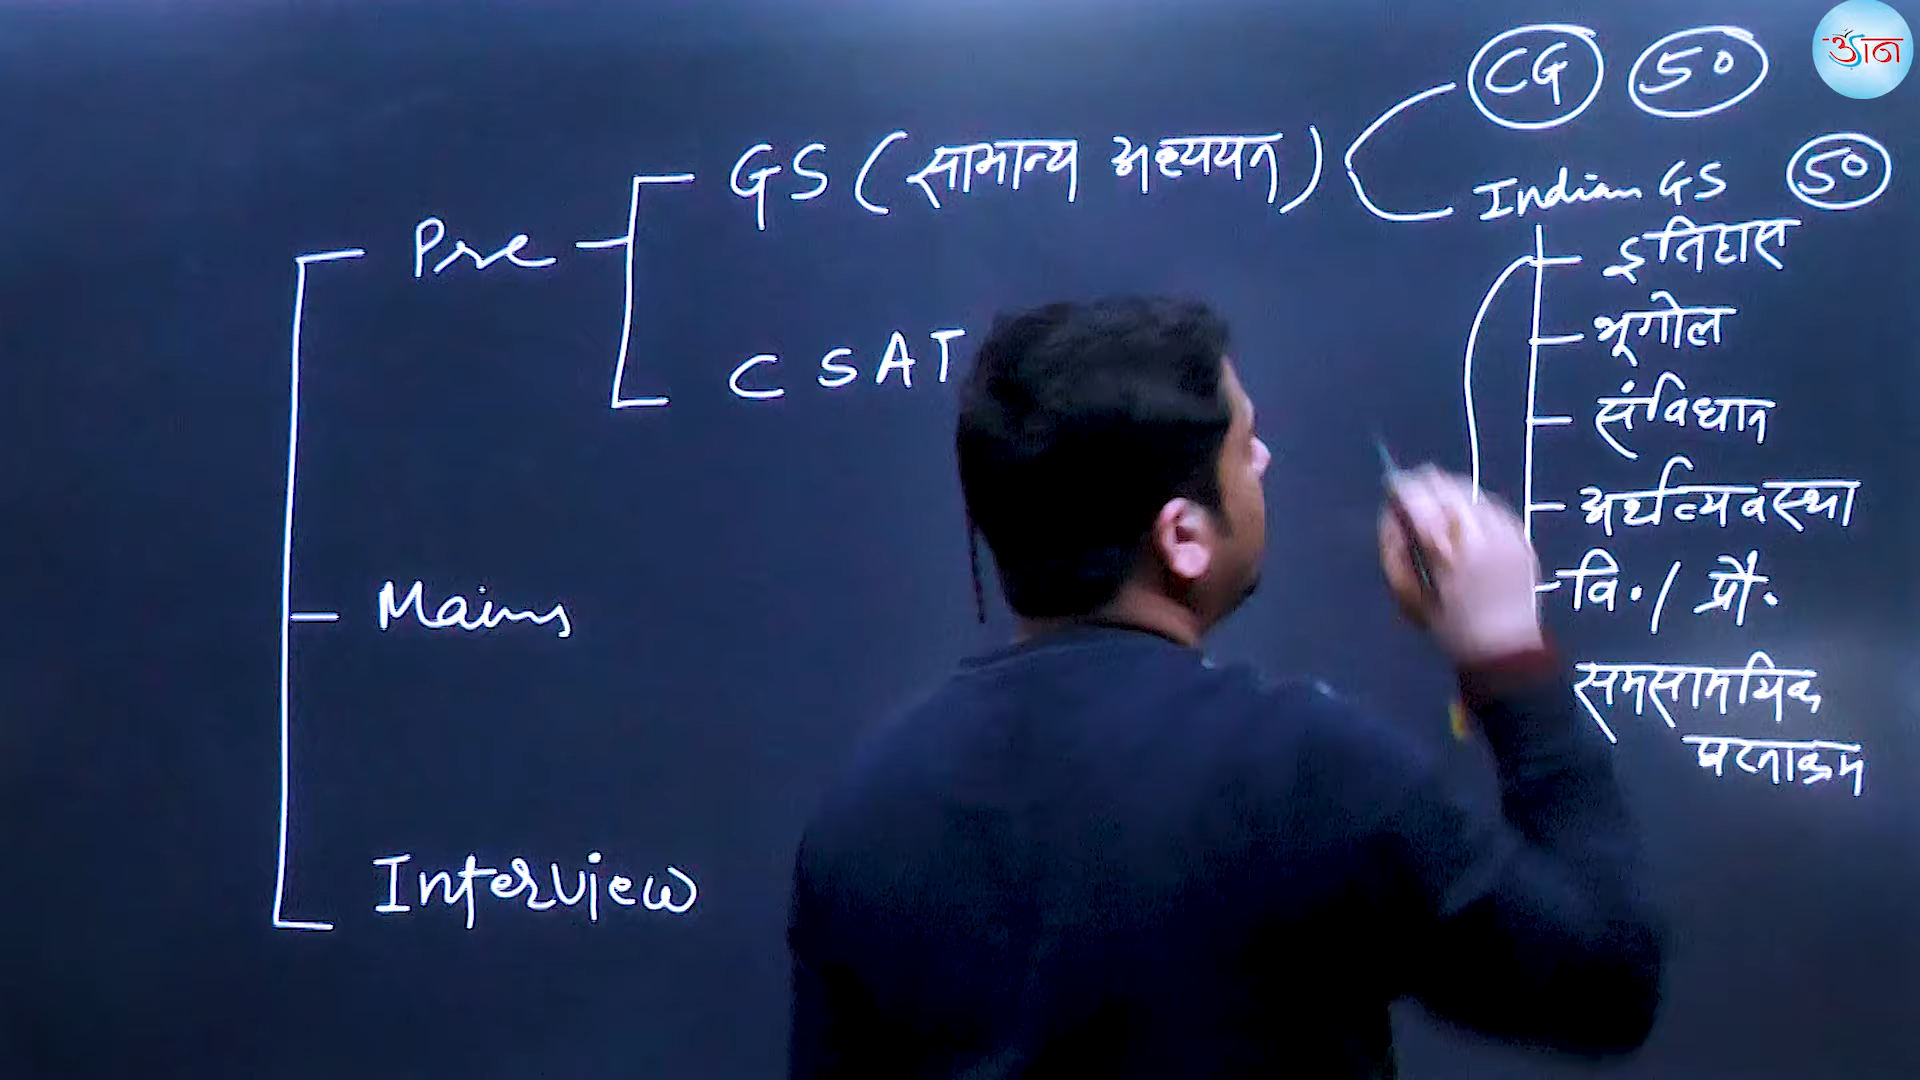 CG 50
Pre GS (सामान्य अध्ययन) Indian GS 50
इतिहास
भूगोल
CSAT
संविधान
अर्थव्यवस्था
वि. / प्रौ.
Mains
समसामयिक
घटनाक्रम
Interview